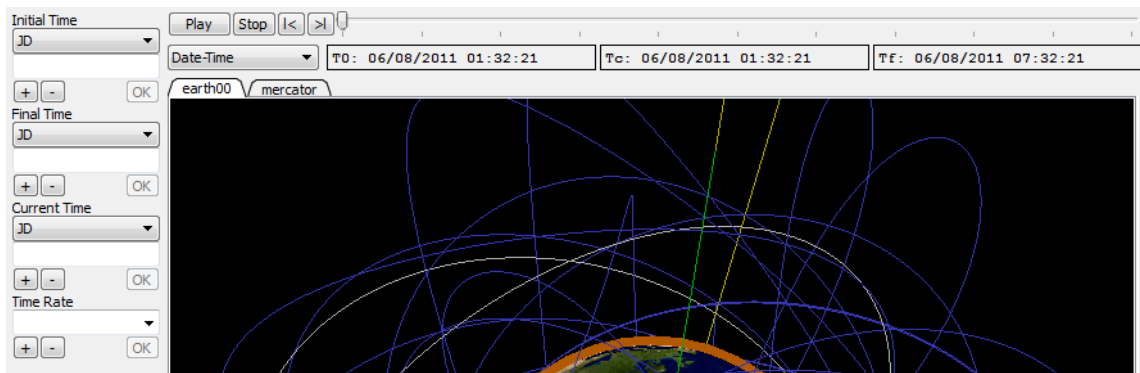 Initial Time
JD
+ - OK
Final Time
JD
+ - OK
Current Time
JD
+ - OK
Time Rate
+ - OK
Play Stop |< >|
Date-Time T0: 06/08/2011 01:32:21 Tc: 06/08/2011 01:32:21 Tf: 06/08/2011 07:32:21
earth00 mercator